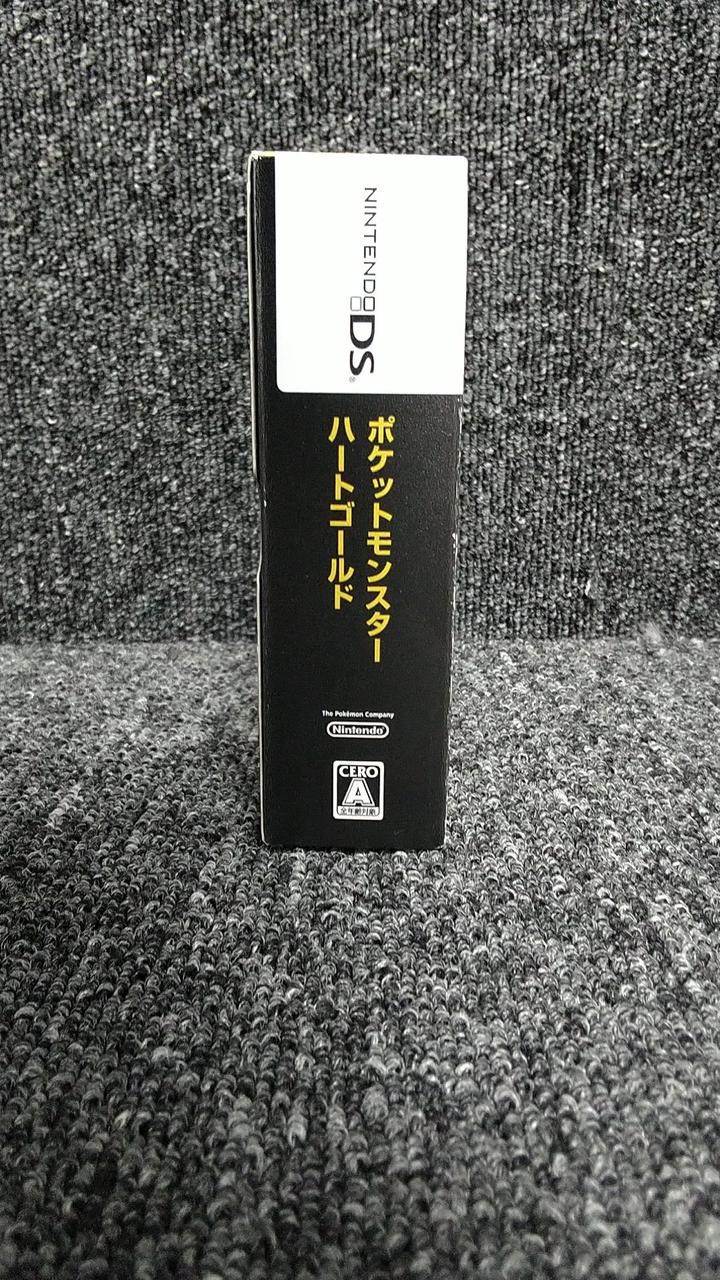 NINTENDO DS®
ポケットモンスター
ハートゴールド
The Pokémon Company
Nintendo®
CERO
A
全年齢対象